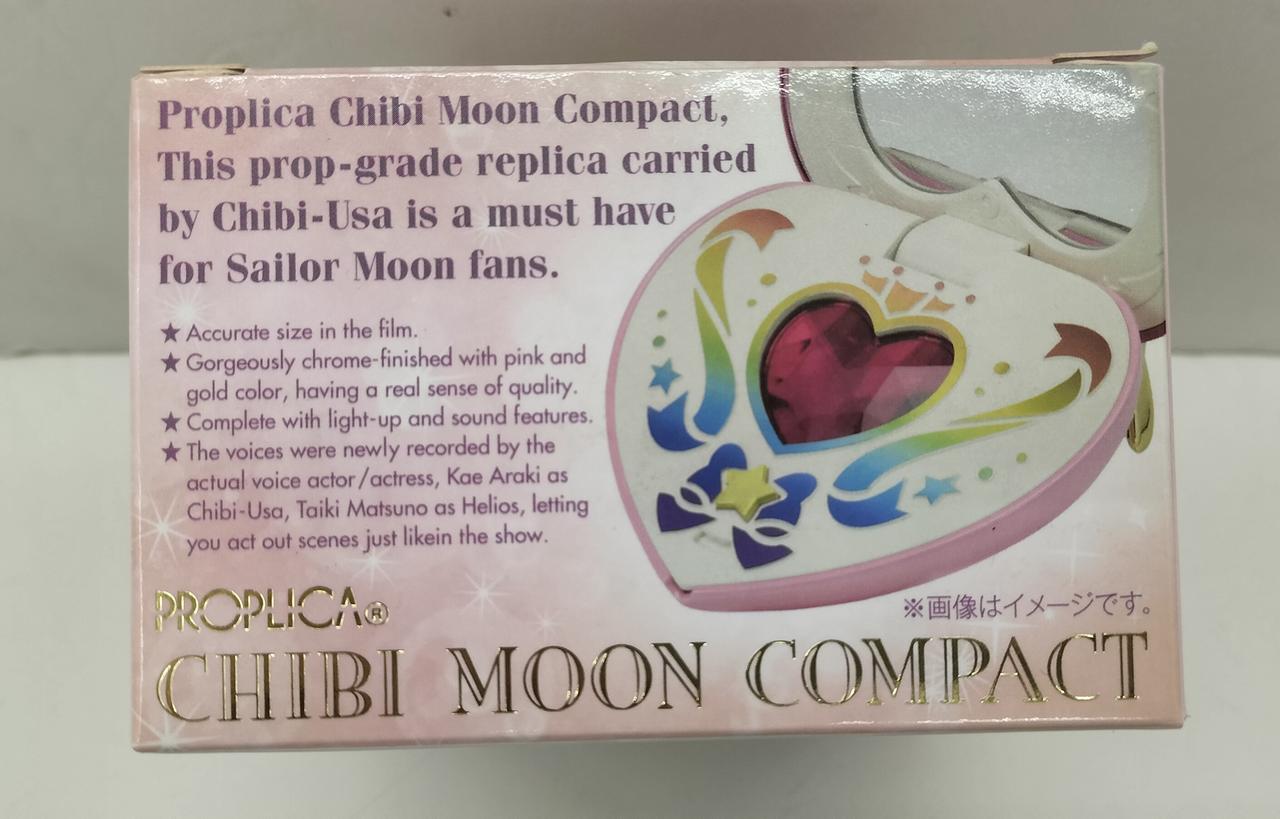 Proplica Chibi Moon Compact,
This prop-grade replica carried
by Chibi-Usa is a must have
for Sailor Moon fans.
★ Accurate size in the film.
★ Gorgeously chrome-finished with pink and
gold color, having a real sense of quality.
★ Complete with light-up and sound features.
★ The voices were newly recorded by the
actual voice actor/actress, Kae Araki as
Chibi-Usa, Taiki Matsuno as Helios, letting
you act out scenes just likein the show.
※画像はイメージです。
PROPLICA®
CHIBI MOON COMPACT